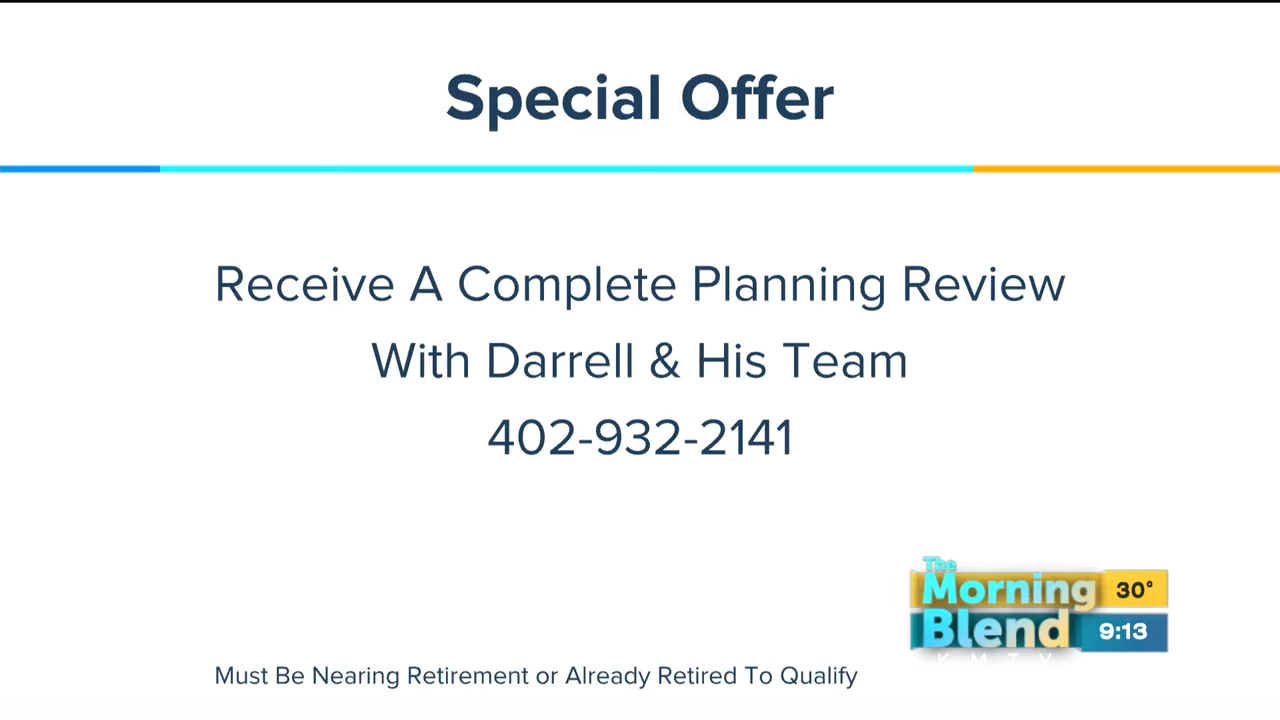 Special Offer
Receive A Complete Planning Review
With Darrell & His Team
402-932-2141
The
Morning
30°
Blend
9:13
KMTV
Must Be Nearing Retirement or Already Retired To Qualify